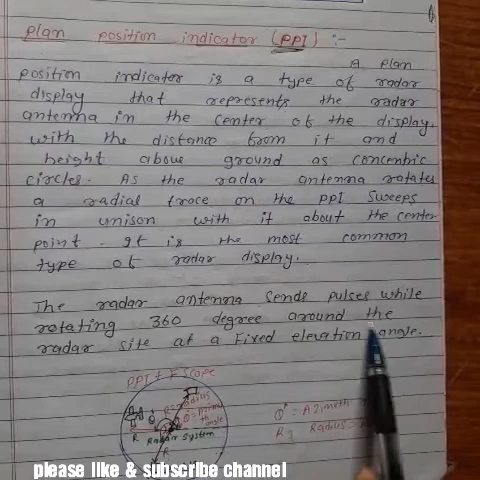 Plan position indicator (PPI) :-
A plan
position indicator is a type of radar
display that represents the radar
antenna in the center of the display,
with the distance from it and
height above ground as concentric
circles. As the radar antenna rotates
a radial trace on the PPI sweeps
in unison with it about the center
point. It is the most common
type of radar display.
The radar antenna sends pulses while
rotating 360 degree around the
radar site at a Fixed elevation angle.
R = radius
R Radar System
R
θ° = Azimuth
R = Radius =
please like & subscribe channel